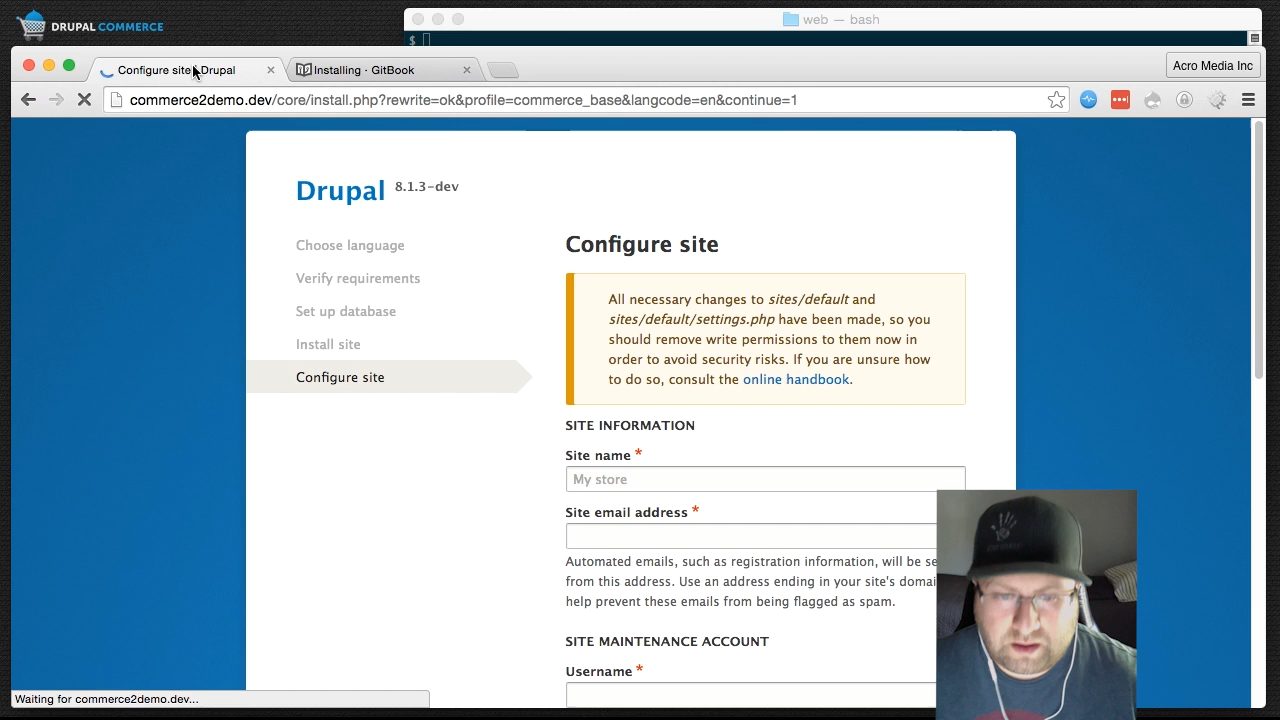 DRUPAL COMMERCE
web — bash
$
Configure site | Drupal
Installing · GitBook
Acro Media Inc
commerce2demo.dev/core/install.php?rewrite=ok&profile=commerce_base&langcode=en&continue=1
Drupal 8.1.3-dev
Choose language
Verify requirements
Set up database
Install site
Configure site
Configure site
All necessary changes to sites/default and
sites/default/settings.php have been made, so you
should remove write permissions to them now in
order to avoid security risks. If you are unsure how
to do so, consult the online handbook.
SITE INFORMATION
Site name *
My store
Site email address *
Automated emails, such as registration information, will be se
from this address. Use an address ending in your site's domai
help prevent these emails from being flagged as spam.
SITE MAINTENANCE ACCOUNT
Username *
Waiting for commerce2demo.dev...